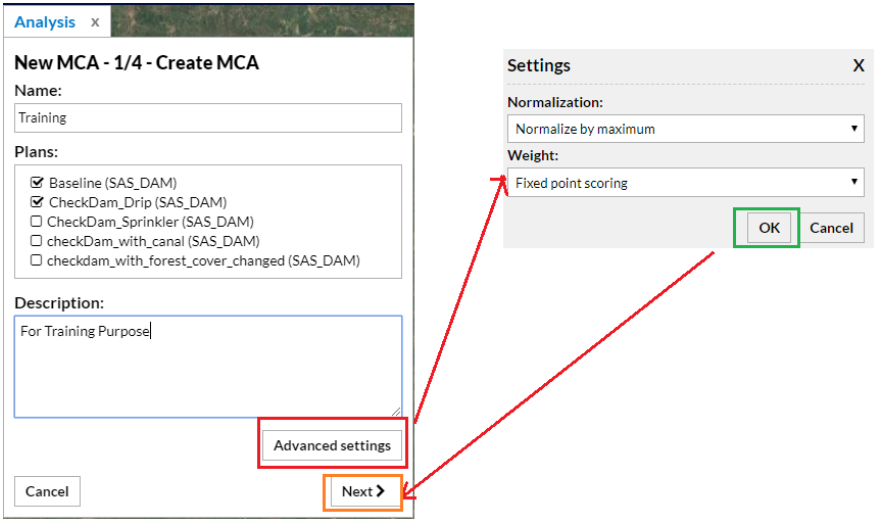 Analysis x
New MCA - 1/4 - Create MCA
Name:
Training
Plans:
Baseline (SAS_DAM)
CheckDam_Drip (SAS_DAM)
CheckDam_Sprinkler (SAS_DAM)
checkDam_with_canal (SAS_DAM)
checkdam_with_forest_cover_changed (SAS_DAM)
Description:
For Training Purpose
Advanced settings
Cancel
Next
Settings X
Normalization:
Normalize by maximum
Weight:
Fixed point scoring
OK
Cancel